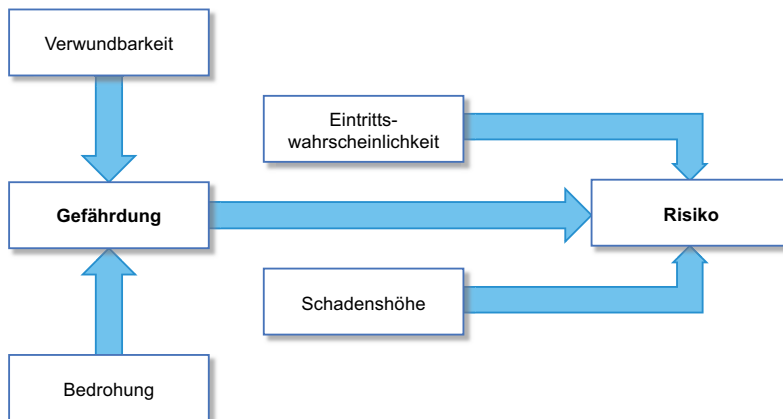 Verwundbarkeit
Eintritts-
wahrscheinlichkeit
Gefährdung
Risiko
Schadenshöhe
Bedrohung